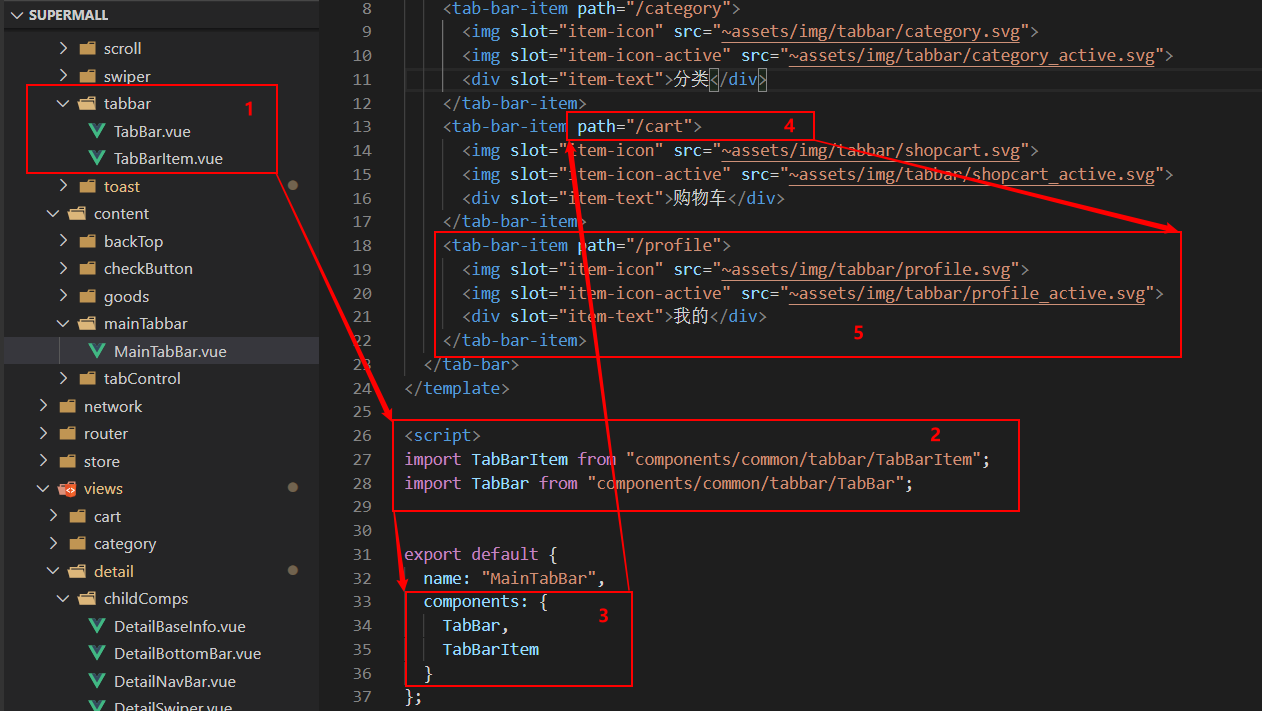 SUPERMALL
scroll
swiper
tabbar
1
TabBar.vue
TabBarItem.vue
toast
content
backTop
checkButton
goods
mainTabbar
MainTabBar.vue
tabControl
network
router
store
views
cart
category
detail
childComps
DetailBaseInfo.vue
DetailBottomBar.vue
DetailNavBar.vue
DetailSwiper.vue
8 <tab-bar-item path="/category">
9 <img slot="item-icon" src="~assets/img/tabbar/category.svg">
10 <img slot="item-icon-active" src="~assets/img/tabbar/category_active.svg">
11 <div slot="item-text">分类</div>
12 </tab-bar-item>
13 <tab-bar-item path="/cart"> 4
14 <img slot="item-icon" src="~assets/img/tabbar/shopcart.svg">
15 <img slot="item-icon-active" src="~assets/img/tabbar/shopcart_active.svg">
16 <div slot="item-text">购物车</div>
17 </tab-bar-item>
18 <tab-bar-item path="/profile">
19 <img slot="item-icon" src="~assets/img/tabbar/profile.svg">
20 <img slot="item-icon-active" src="~assets/img/tabbar/profile_active.svg">
21 <div slot="item-text">我的</div>
5
22 </tab-bar-item>
23 </tab-bar>
24 </template>
25
26 <script> 2
27 import TabBarItem from "components/common/tabbar/TabBarItem";
28 import TabBar from "components/common/tabbar/TabBar";
29
30
31 export default {
32 name: "MainTabBar",
33 components: {
3
34 TabBar,
35 TabBarItem
36 }
37 };